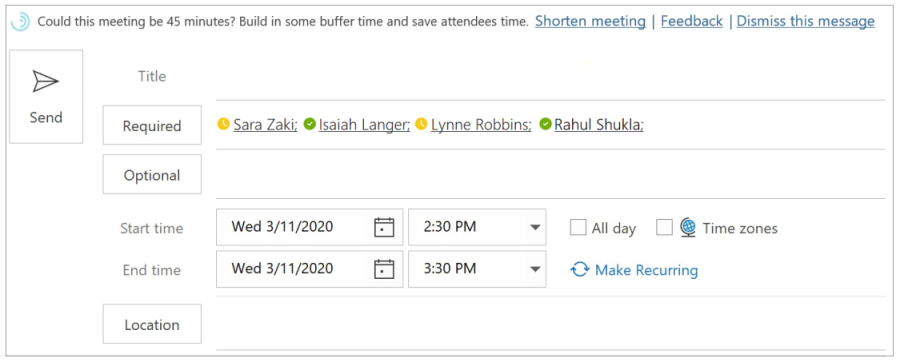 Could this meeting be 45 minutes? Build in some buffer time and save attendees time. Shorten meeting | Feedback | Dismiss this message
Send
Title
Required Sara Zaki; Isaiah Langer; Lynne Robbins; Rahul Shukla;
Optional
Start time Wed 3/11/2020 2:30 PM All day Time zones
End time Wed 3/11/2020 3:30 PM Make Recurring
Location